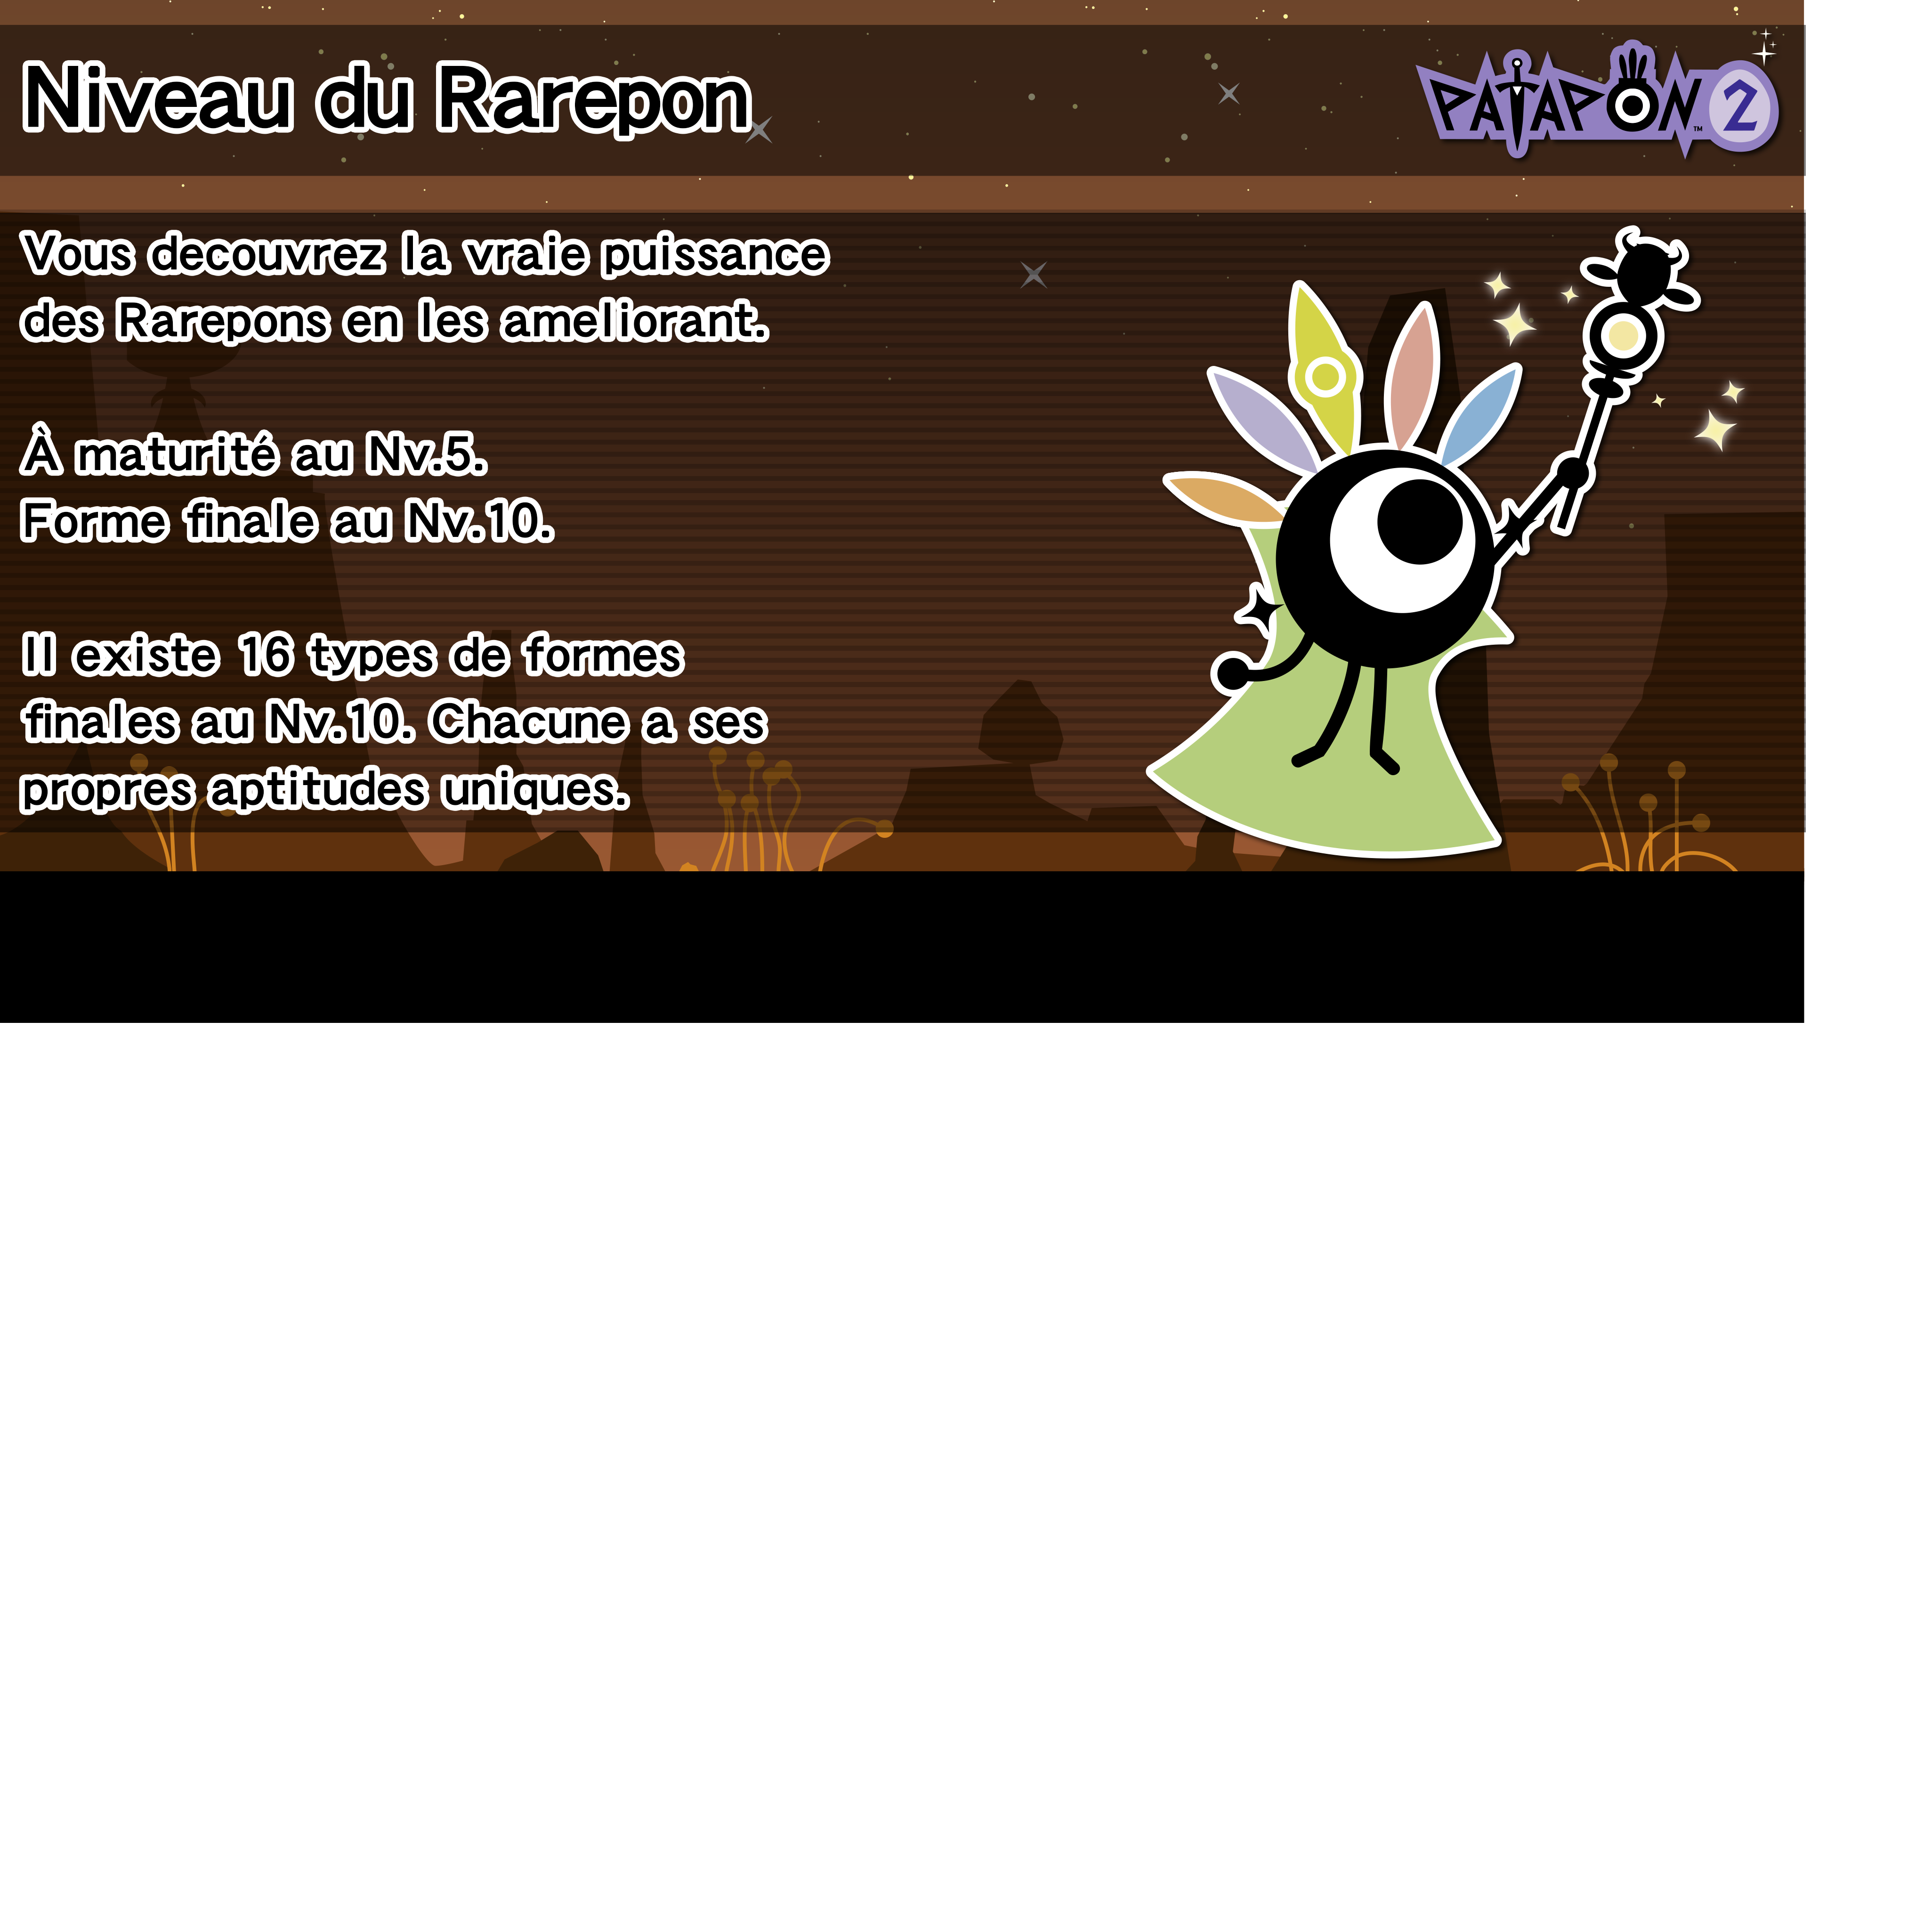 Niveau du Rarepon
PATAPON™ 2
Vous decouvrez la vraie puissance
des Rarepons en les ameliorant.
À maturité au Nv.5.
Forme finale au Nv.10.
Il existe 16 types de formes
finales au Nv.10. Chacune a ses
propres aptitudes uniques.